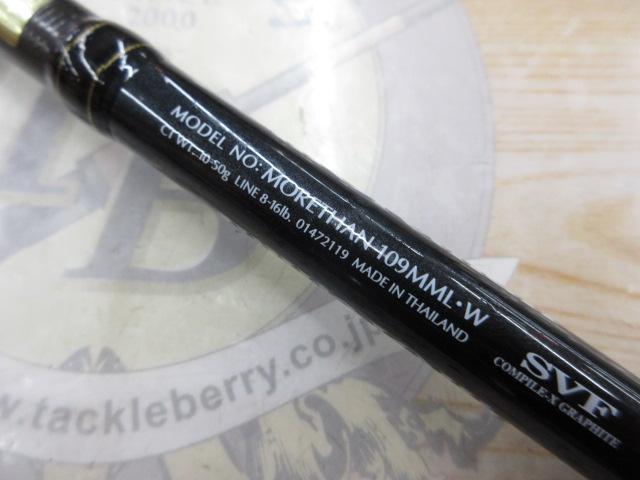 2000
MODEL NO: MORETHAN 109MML·W
CT WT. 10-50g LINE 8-16lb. 01472119 MADE IN THAILAND
SVF
COMPILE-X GRAPHITE
www.tackleberry.co.jp